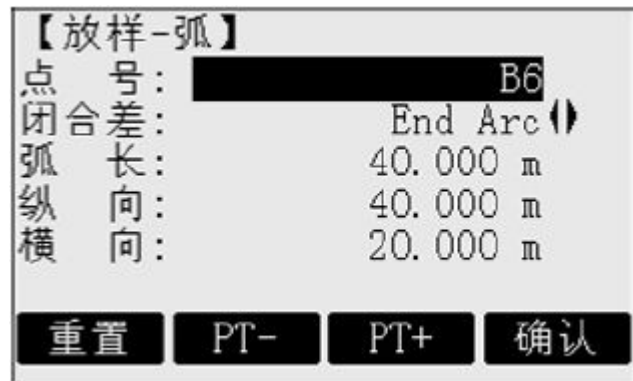 【放样-弧】
点 号: B6
闭合差: End Arc
弧 长: 40.000 m
纵 向: 40.000 m
横 向: 20.000 m
重置 PT- PT+ 确认